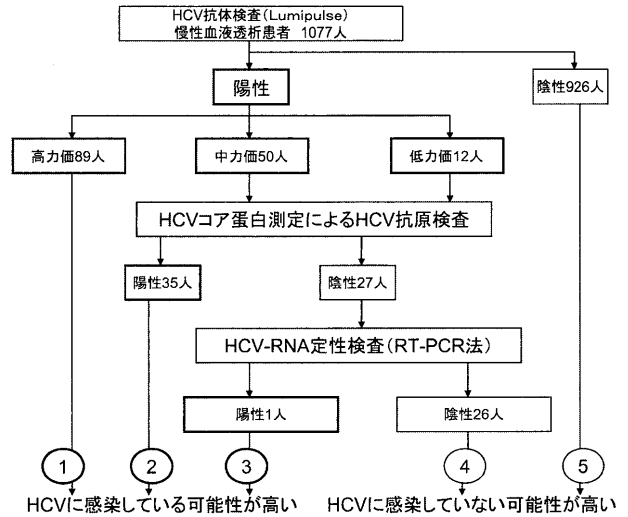 HCV抗体検査(Lumipulse)
慢性血液透析患者 1077人
陽性
陰性926人
高力価89人
中力価50人
低力価12人
HCVコア蛋白測定によるHCV抗原検査
陽性35人
陰性27人
HCV-RNA定性検査(RT-PCR法)
陽性1人
陰性26人
1
2
3
4
5
HCVに感染している可能性が高い
HCVに感染していない可能性が高い